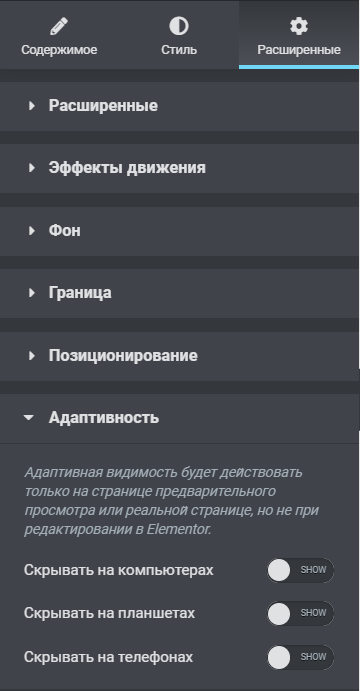 Содержимое
Стиль
Расширенные
Расширенные
Эффекты движения
Фон
Граница
Позиционирование
Адаптивность
Адаптивная видимость будет действовать
только на странице предварительного
просмотра или реальной странице, но не при
редактировании в Elementor.
Скрывать на компьютерах SHOW
Скрывать на планшетах SHOW
Скрывать на телефонах SHOW